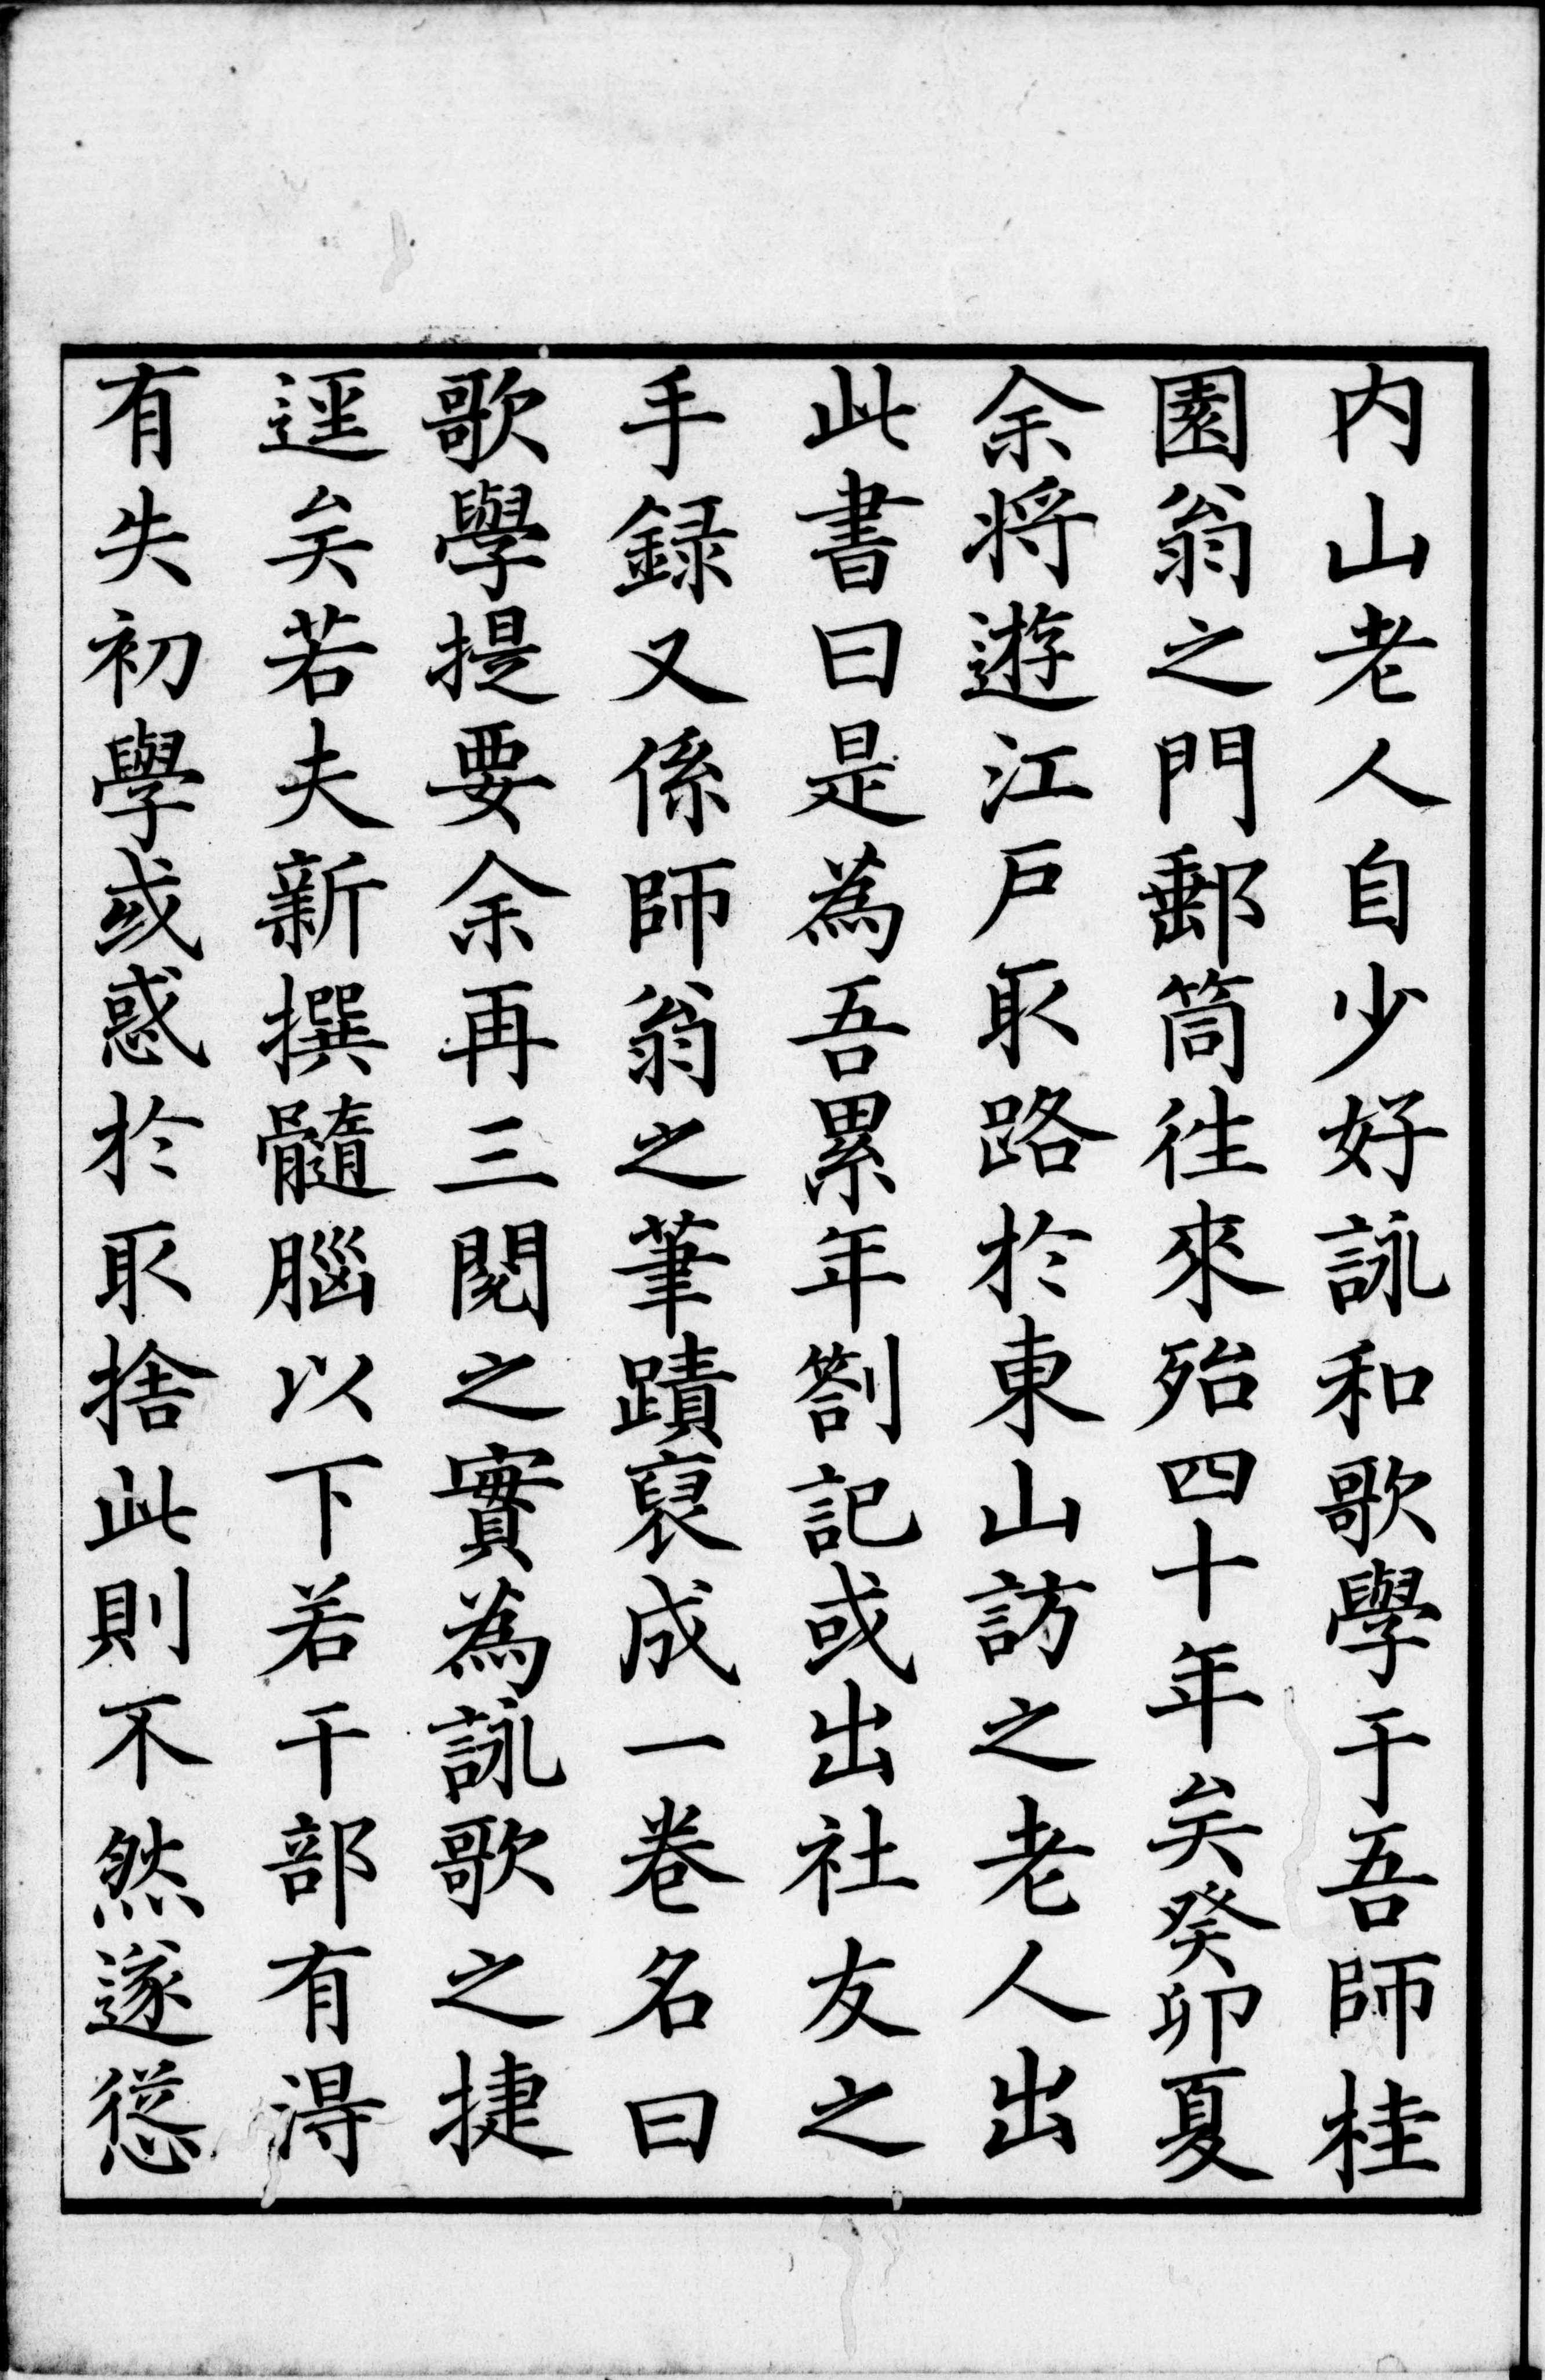 内山老人自少好詠和歌學于吾師桂
園翁之門郵筒徃來殆四十年矣癸卯夏
余将遊江戸取路於東山訪之老人出
此書曰是為吾累年劄記或出社友之
手録又係師翁之筆蹟裒成一卷名曰
歌學提要余再三閲之實為詠歌之捷
逕矣若夫新撰髓腦以下若干部有得
有失初學或惑於取捨此則不然遂慫